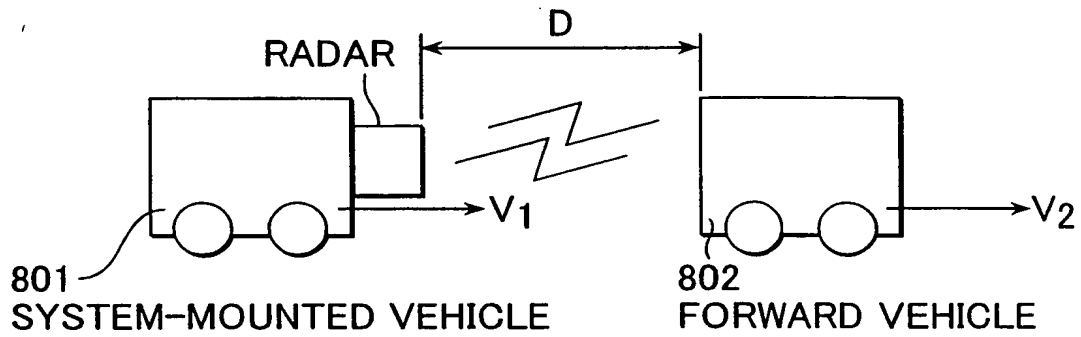 D
RADAR
V1
V2
801
SYSTEM-MOUNTED VEHICLE
802
FORWARD VEHICLE